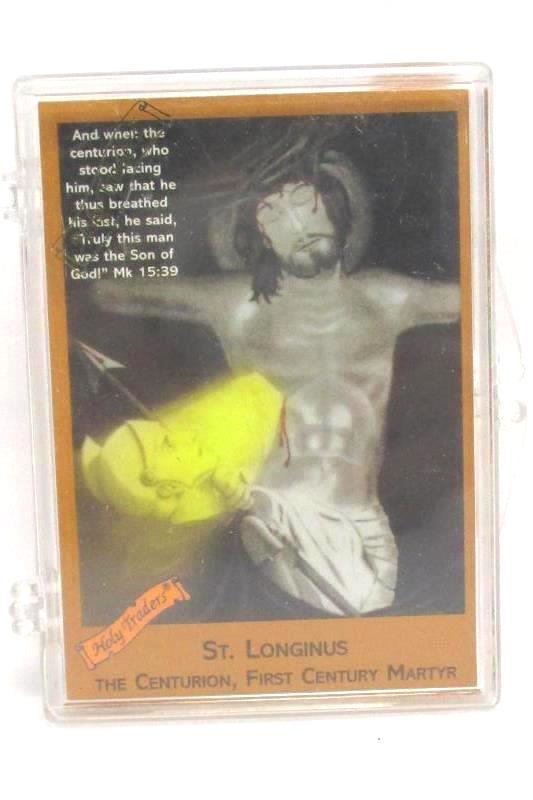 And when the
centurion, who
stood facing
him, saw that he
thus breathed
his last, he said,
"Truly this man
was the Son of
God!" Mk 15:39
Holy Traders®
ST. LONGINUS
THE CENTURION, FIRST CENTURY MARTYR